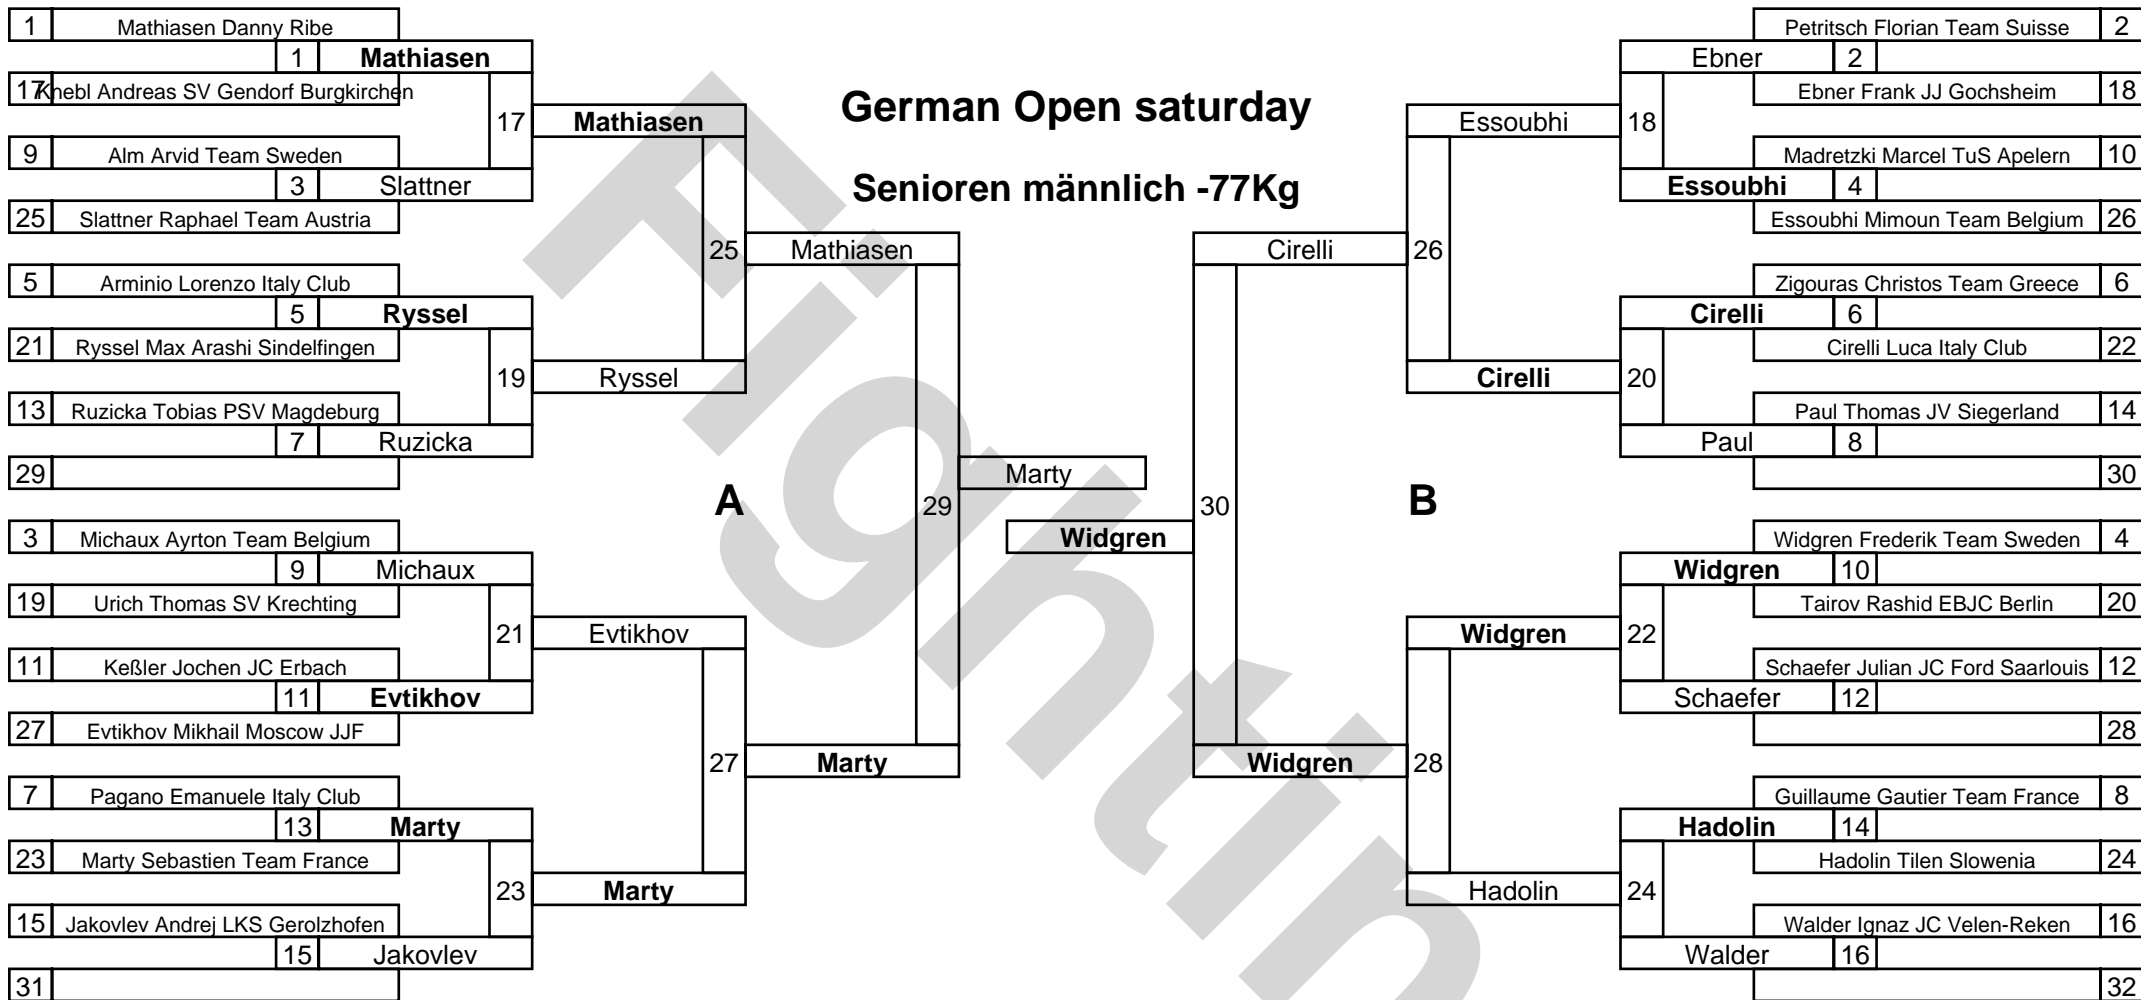 German Open saturday
Senioren männlich -77Kg
A
1 Mathiasen Danny Ribe
1 Mathiasen
17 Knebl Andreas SV Gendorf Burgkirchen
17 Mathiasen
9 Alm Arvid Team Sweden
3 Slattner
25 Slattner Raphael Team Austria
25 Mathiasen
5 Arminio Lorenzo Italy Club
5 Ryssel
21 Ryssel Max Arashi Sindelfingen
19 Ryssel
13 Ruzicka Tobias PSV Magdeburg
7 Ruzicka
29
29 Marty
3 Michaux Ayrton Team Belgium
9 Michaux
19 Urich Thomas SV Krechting
21 Evtikhov
11 Keßler Jochen JC Erbach
11 Evtikhov
27 Evtikhov Mikhail Moscow JJF
27 Marty
7 Pagano Emanuele Italy Club
13 Marty
23 Marty Sebastien Team France
23 Marty
15 Jakovlev Andrej LKS Gerolzhofen
15 Jakovlev
31
B
Petritsch Florian Team Suisse 2
Ebner 2
Ebner Frank JJ Gochsheim 18
Essoubhi 18
Madretzki Marcel TuS Apelern 10
Essoubhi 4
Essoubhi Mimoun Team Belgium 26
Cirelli 26
Zigouras Christos Team Greece 6
Cirelli 6
Cirelli Luca Italy Club 22
Cirelli 20
Paul Thomas JV Siegerland 14
Paul 8
30
Widgren 30
Widgren Frederik Team Sweden 4
Widgren 10
Tairov Rashid EBJC Berlin 20
Widgren 22
Schaefer Julian JC Ford Saarlouis 12
Schaefer 12
28
Widgren 28
Guillaume Gautier Team France 8
Hadolin 14
Hadolin Tilen Slowenia 24
Hadolin 24
Walder Ignaz JC Velen-Reken 16
Walder 16
32
Fightin